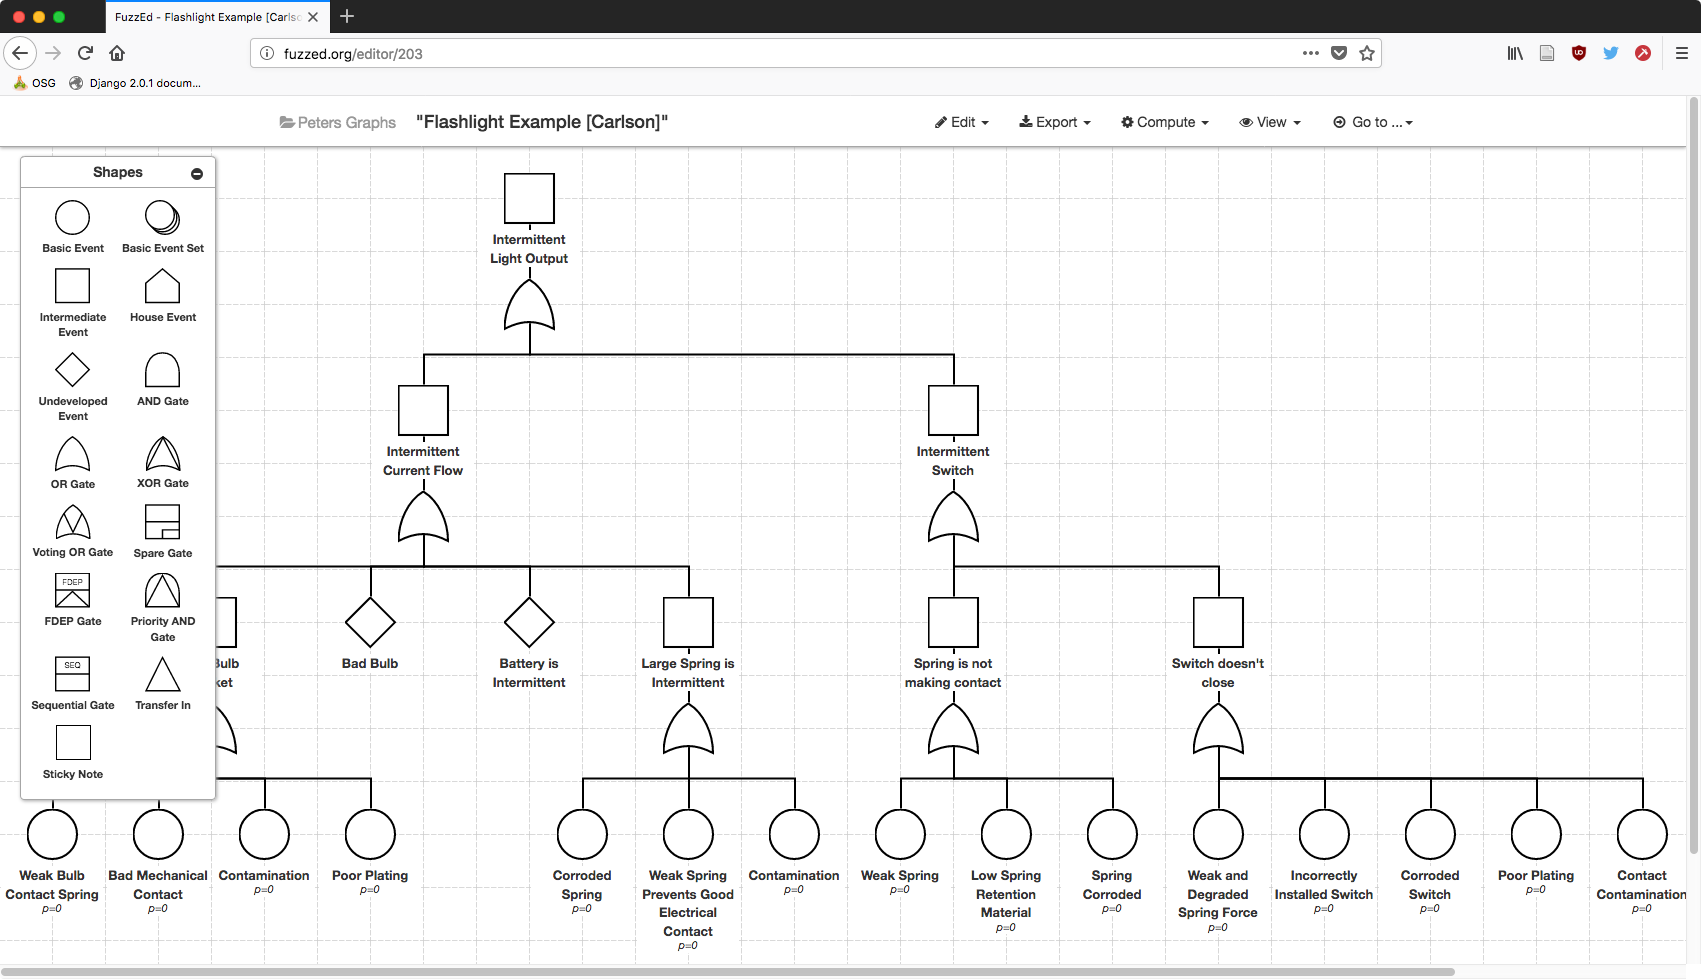 FuzzEd - Flashlight Example [Carlso
fuzzed.org/editor/203
OSG
Django 2.0.1 docum...
Peters Graphs
"Flashlight Example [Carlson]"
Edit
Export
Compute
View
Go to ...
Shapes
Basic Event
Basic Event Set
Intermediate
Event
House Event
Undeveloped
Event
AND Gate
OR Gate
XOR Gate
Voting OR Gate
Spare Gate
FDEP
FDEP Gate
Priority AND
Gate
SEQ
Sequential Gate
Transfer In
Sticky Note
Intermittent
Light Output
Intermittent
Current Flow
Intermittent
Switch
Bulb
ket
Bad Bulb
Battery is
Intermittent
Large Spring is
Intermittent
Spring is not
making contact
Switch doesn't
close
Weak Bulb
Contact Spring
p=0
Bad Mechanical
Contact
p=0
Contamination
p=0
Poor Plating
p=0
Corroded
Spring
p=0
Weak Spring
Prevents Good
Electrical
Contact
p=0
Contamination
p=0
Weak Spring
p=0
Low Spring
Retention
Material
p=0
Spring
Corroded
p=0
Weak and
Degraded
Spring Force
p=0
Incorrectly
Installed Switch
p=0
Corroded
Switch
p=0
Poor Plating
p=0
Contact
Contamination
p=0